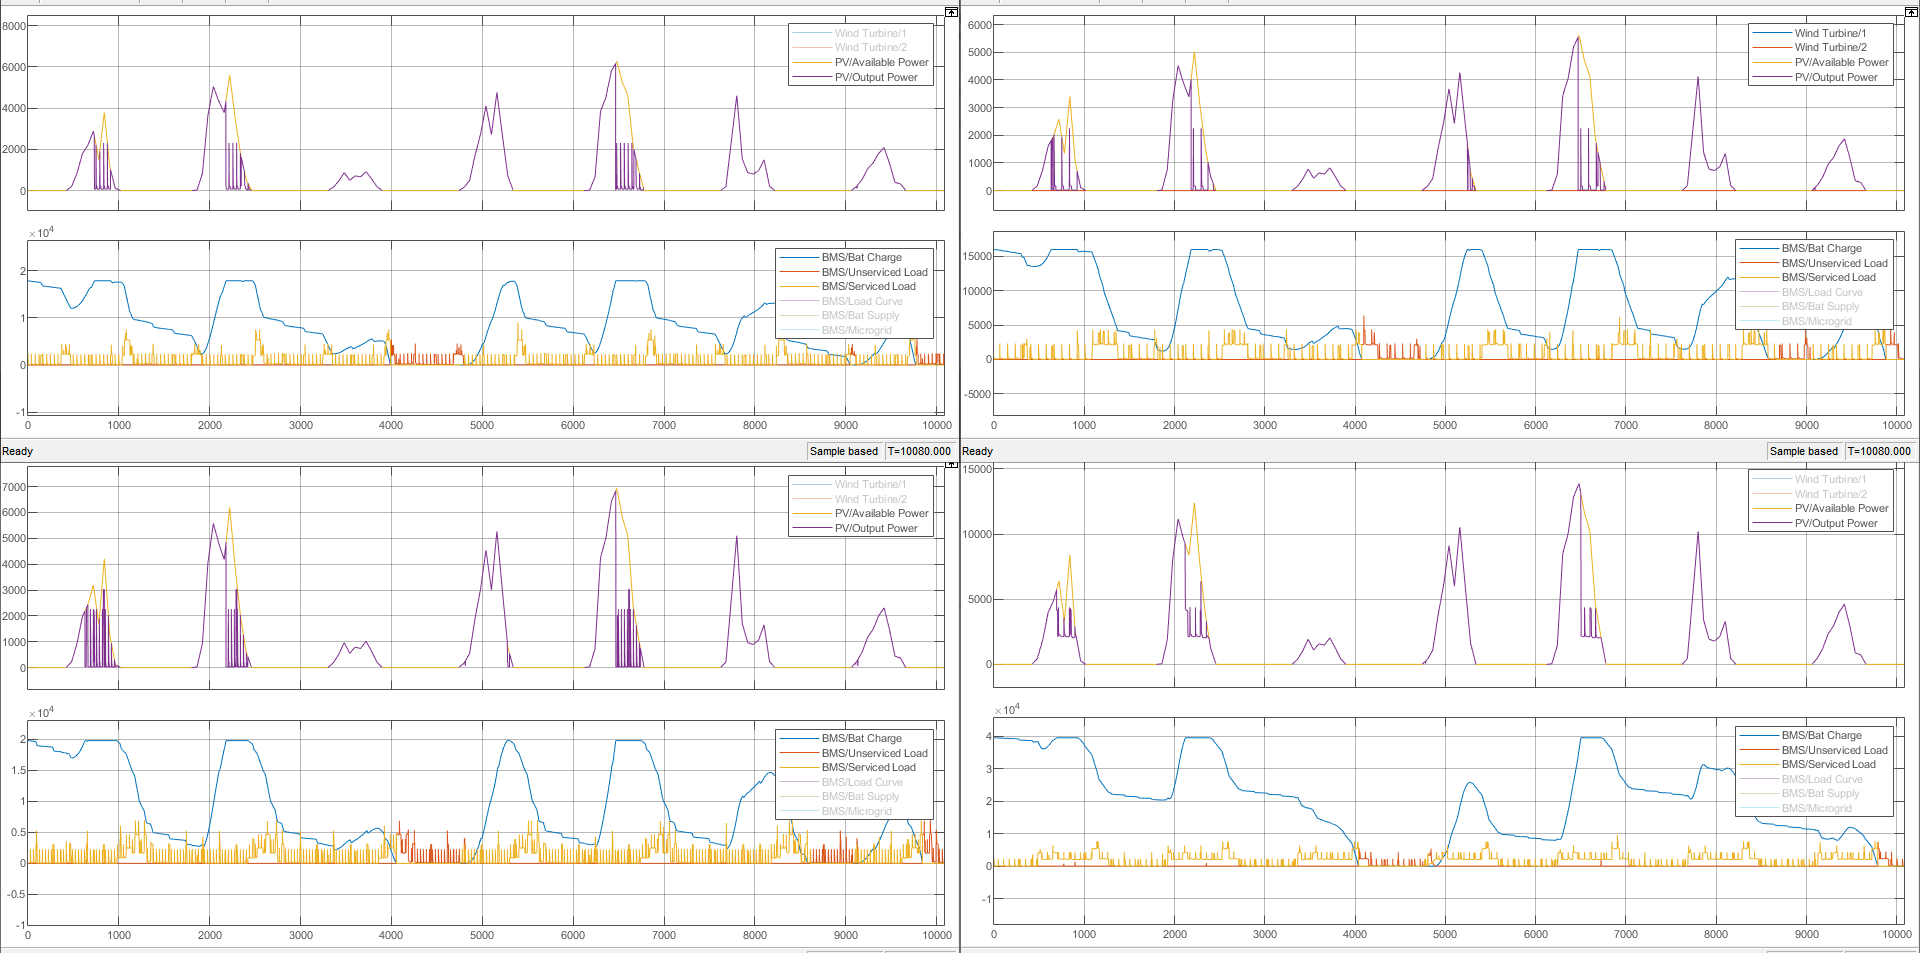 8000
6000
4000
2000
0
Wind Turbine/1
Wind Turbine/2
PV/Available Power
PV/Output Power
×10^4
2
1
0
-1
BMS/Bat Charge
BMS/Unserviced Load
BMS/Serviced Load
BMS/Load Curve
BMS/Bat Supply
BMS/Microgrid
0 1000 2000 3000 4000 5000 6000 7000 8000 9000 10000
Ready Sample based T=10080.000
6000
5000
4000
3000
2000
1000
0
Wind Turbine/1
Wind Turbine/2
PV/Available Power
PV/Output Power
15000
10000
5000
0
-5000
BMS/Bat Charge
BMS/Unserviced Load
BMS/Serviced Load
BMS/Load Curve
BMS/Bat Supply
BMS/Microgrid
0 1000 2000 3000 4000 5000 6000 7000 8000 9000 10000
Ready Sample based T=10080.000
7000
6000
5000
4000
3000
2000
1000
0
Wind Turbine/1
Wind Turbine/2
PV/Available Power
PV/Output Power
×10^4
2
1.5
1
0.5
0
-0.5
-1
BMS/Bat Charge
BMS/Unserviced Load
BMS/Serviced Load
BMS/Load Curve
BMS/Bat Supply
BMS/Microgrid
0 1000 2000 3000 4000 5000 6000 7000 8000 9000 10000
15000
10000
5000
0
Wind Turbine/1
Wind Turbine/2
PV/Available Power
PV/Output Power
×10^4
4
3
2
1
0
-1
BMS/Bat Charge
BMS/Unserviced Load
BMS/Serviced Load
BMS/Load Curve
BMS/Bat Supply
BMS/Microgrid
0 1000 2000 3000 4000 5000 6000 7000 8000 9000 10000